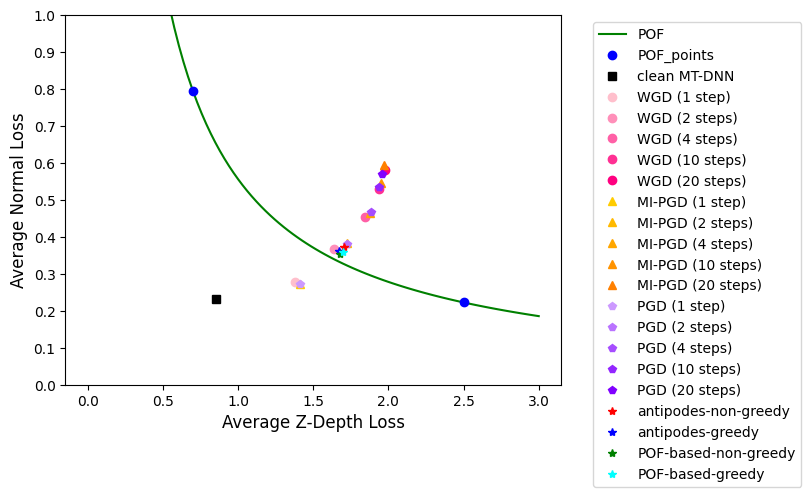 1.0
0.9
0.8
0.7
0.6
0.5
0.4
0.3
0.2
0.1
0.0
Average Normal Loss
0.0 0.5 1.0 1.5 2.0 2.5 3.0
Average Z-Depth Loss
POF
POF_points
clean MT-DNN
WGD (1 step)
WGD (2 steps)
WGD (4 steps)
WGD (10 steps)
WGD (20 steps)
MI-PGD (1 step)
MI-PGD (2 steps)
MI-PGD (4 steps)
MI-PGD (10 steps)
MI-PGD (20 steps)
PGD (1 step)
PGD (2 steps)
PGD (4 steps)
PGD (10 steps)
PGD (20 steps)
antipodes-non-greedy
antipodes-greedy
POF-based-non-greedy
POF-based-greedy